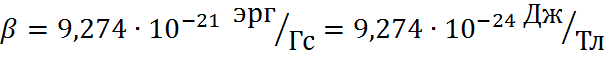 β = 9,274 · 10⁻²¹ эрг/Гс = 9,274 · 10⁻²⁴ Дж/Тл